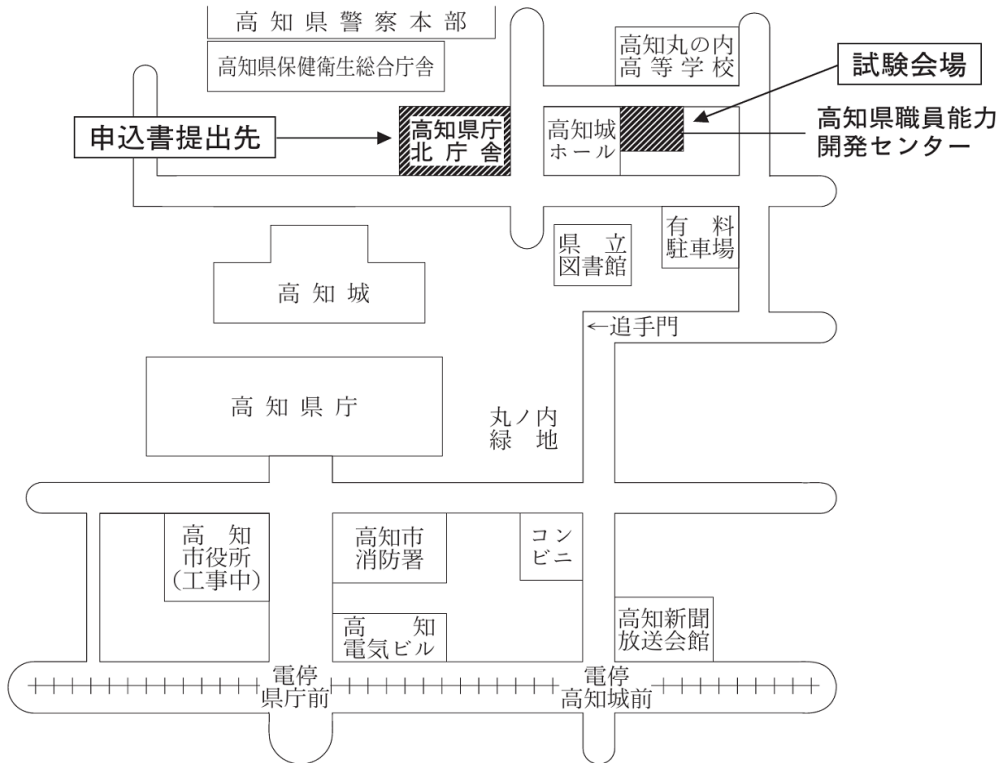 高知県警察本部
高知県保健衛生総合庁舎
高知丸の内
高等学校
試験会場
申込書提出先
高知県庁
北庁舎
高知城
ホール
高知県職員能力
開発センター
県立
図書館
有料
駐車場
高知城
←追手門
高知県庁
丸ノ内
緑地
高知
市役所
(工事中)
高知市
消防署
コン
ビニ
高知
電気ビル
高知新聞
放送会館
電停
県庁前
電停
高知城前